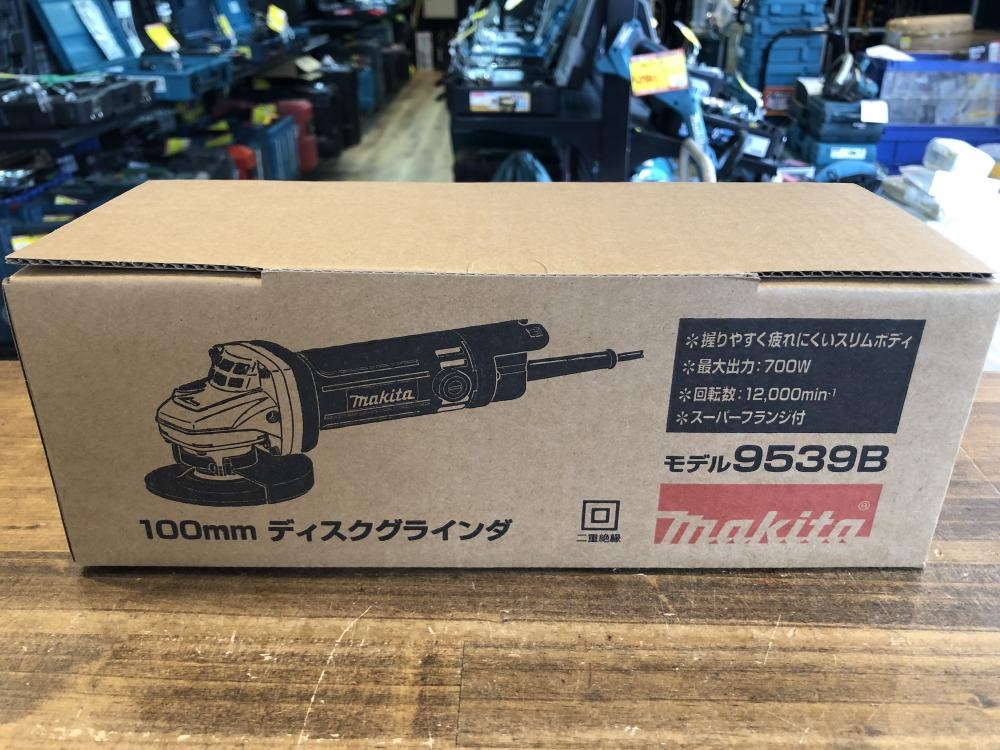 makita
100mm ディスクグラインダ
二重絶縁
✻握りやすく疲れにくいスリムボディ
✻最大出力:700W
✻回転数:12,000min⁻¹
✻スーパーフランジ付
モデル9539B
makita®